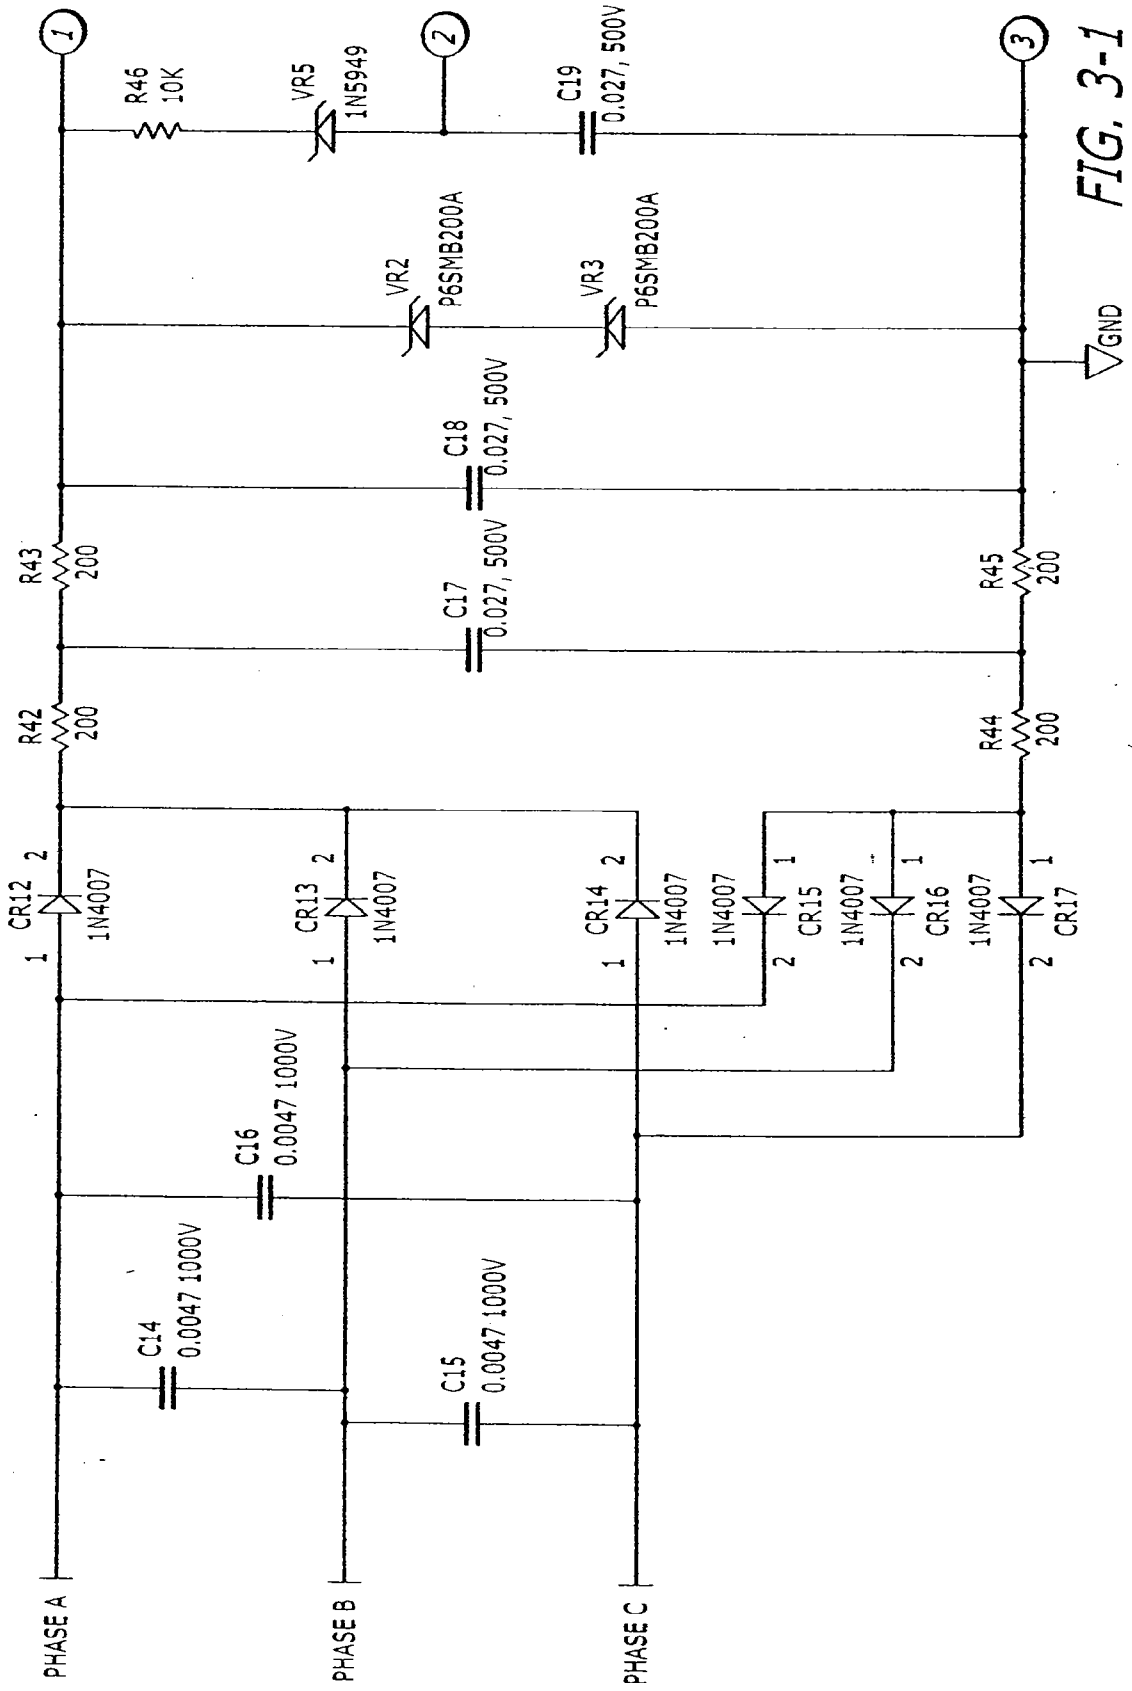 PHASE A
PHASE B
PHASE C
C14
0.0047 1000V
C15
0.0047 1000V
C16
0.0047 1000V
1
CR12
2
1N4007
1
CR13
2
1N4007
1
CR14
2
1N4007
1N4007
2
1
CR15
1N4007
2
1
CR16
1N4007
2
1
CR17
R42
200
R43
200
R44
200
R45
200
C17
0.027, 500V
C18
0.027, 500V
VR2
P6SMB200A
VR3
P6SMB200A
GND
R46
10K
VR5
1N5949
C19
0.027, 500V
1
2
3
FIG. 3-1